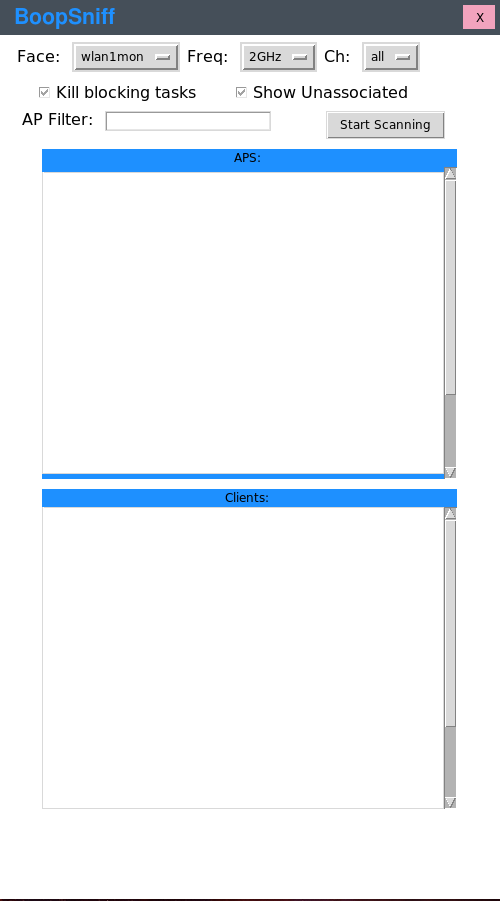 BoopSniff X
Face: wlan1mon Freq: 2GHz Ch: all
Kill blocking tasks Show Unassociated
AP Filter: Start Scanning
APS:
Clients: